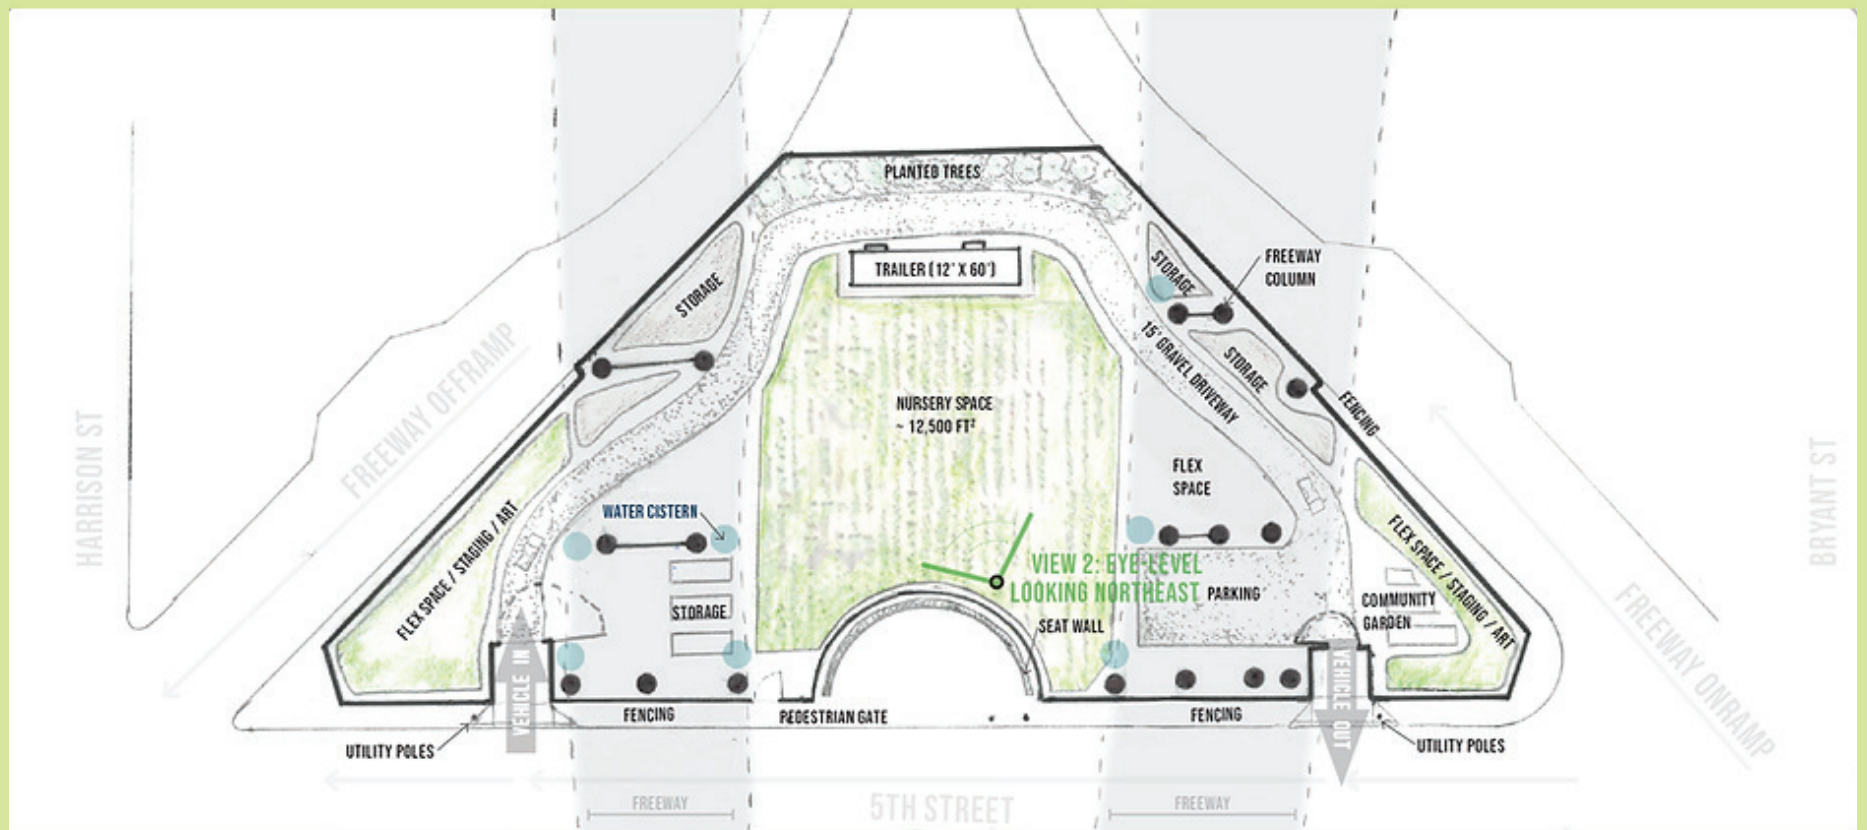 PLANTED TREES
TRAILER (12' X 60')
STORAGE
STORAGE
FREEWAY
COLUMN
15' GRAVEL DRIVEWAY
STORAGE
FENCING
FREEWAY OFFRAMP
HARRISON ST
NURSERY SPACE
~ 12,500 FT²
FLEX
SPACE
BRYANT ST
WATER CISTERN
FLEX SPACE / STAGING / ART
FLEX SPACE / STAGING / ART
VIEW 2: EYE-LEVEL
LOOKING NORTHEAST
PARKING
COMMUNITY
GARDEN
STORAGE
SEAT WALL
FREEWAY ONRAMP
VEHICLE IN
VEHICLE OUT
FENCING
PEDESTRIAN GATE
FENCING
UTILITY POLES
UTILITY POLES
FREEWAY
5TH STREET
FREEWAY